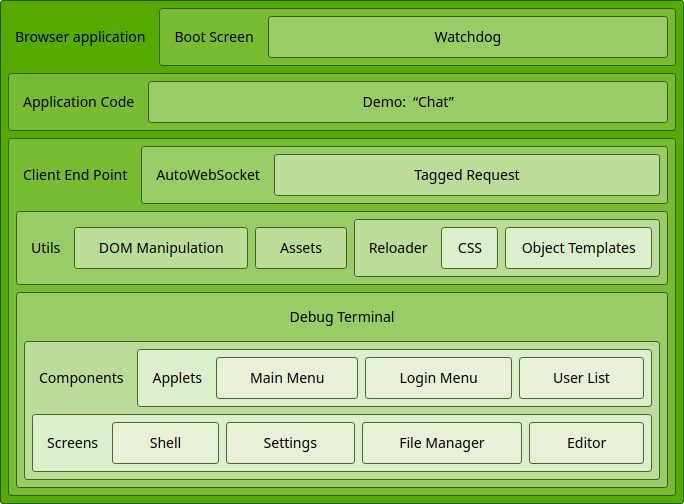 Browser application Boot Screen Watchdog
Application Code Demo: “Chat”
Client End Point AutoWebSocket Tagged Request
Utils DOM Manipulation Assets Reloader CSS Object Templates
Debug Terminal
Components Applets Main Menu Login Menu User List
Screens Shell Settings File Manager Editor